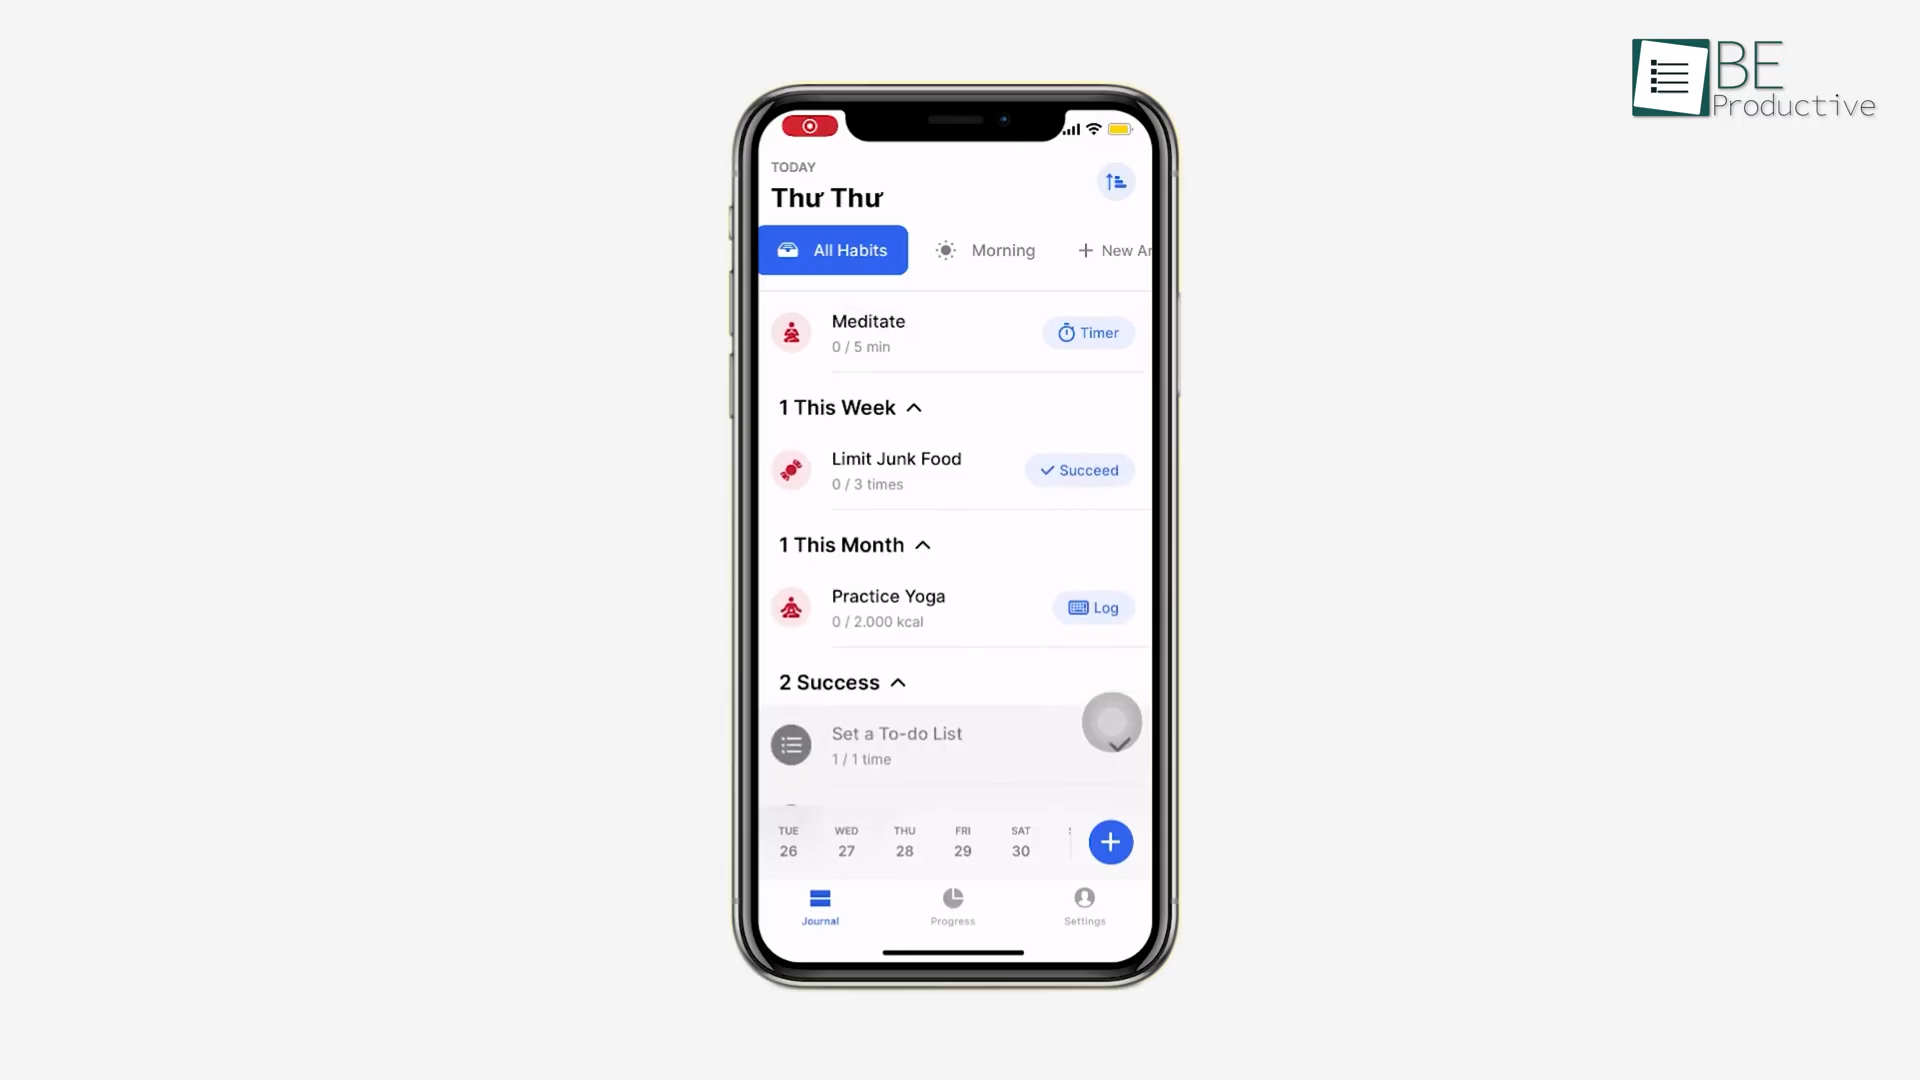 BE
Productive
TODAY
Thư Thư
All Habits
Morning
+ New Ar
Meditate
0 / 5 min
Timer
1 This Week
Limit Junk Food
0 / 3 times
Succeed
1 This Month
Practice Yoga
0 / 2.000 kcal
Log
2 Success
Set a To-do List
1 / 1 time
TUE WED THU FRI SAT
26 27 28 29 30
Journal Progress Settings